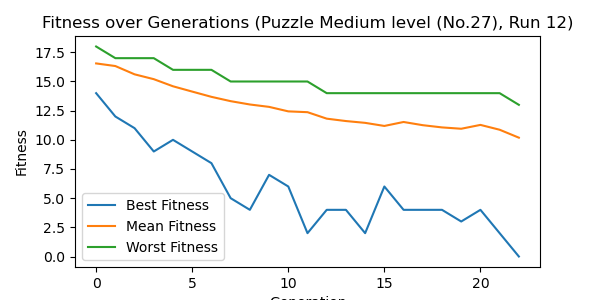 Fitness over Generations (Puzzle Medium level (No.27), Run 12)
Fitness
17.5
15.0
12.5
10.0
7.5
5.0
2.5
0.0
Best Fitness
Mean Fitness
Worst Fitness
0 5 10 15 20
Generation